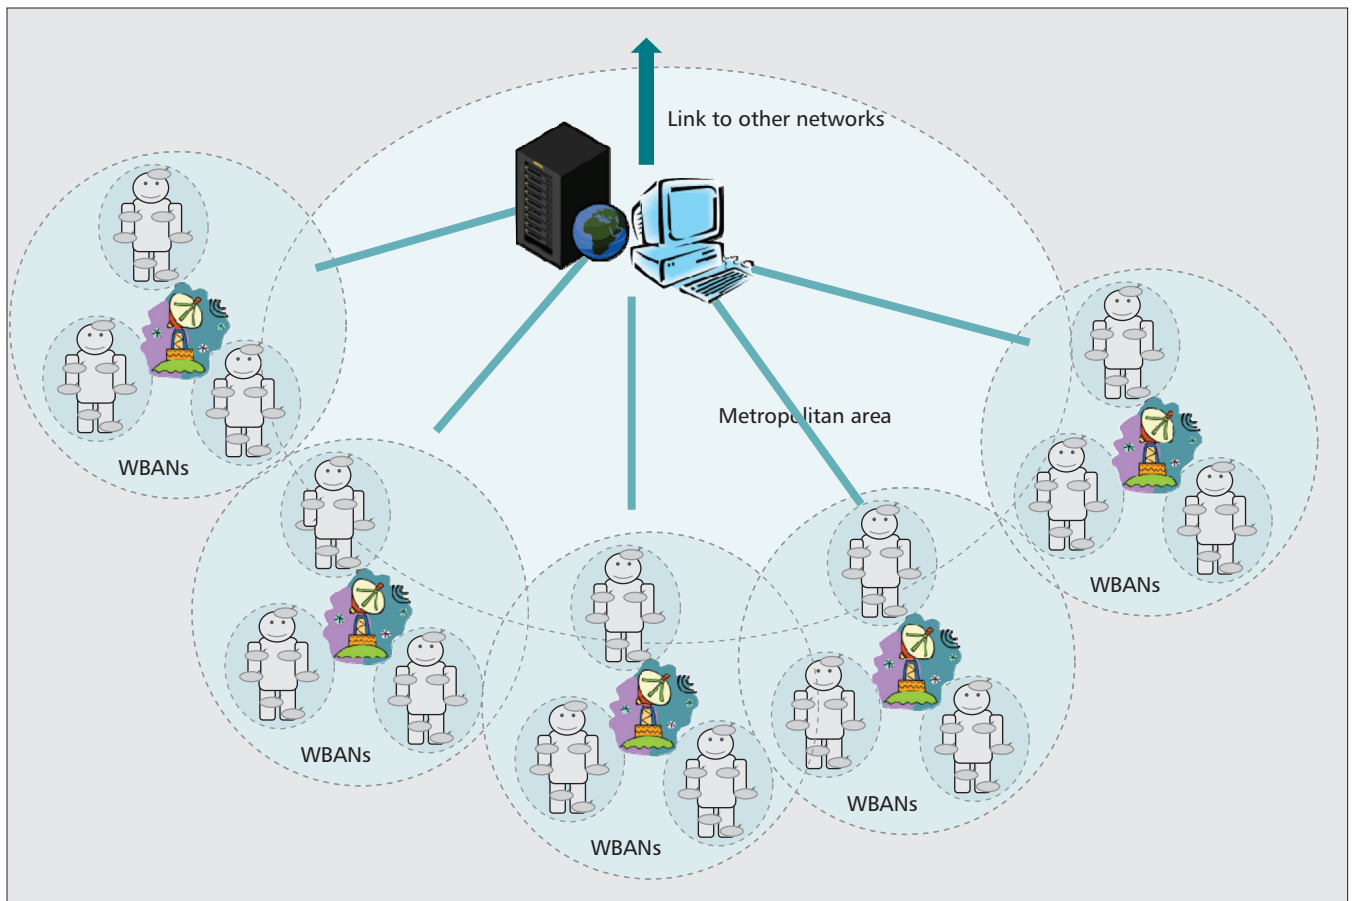 Link to other networks
Metropolitan area
WBANs
WBANs
WBANs
WBANs
WBANs